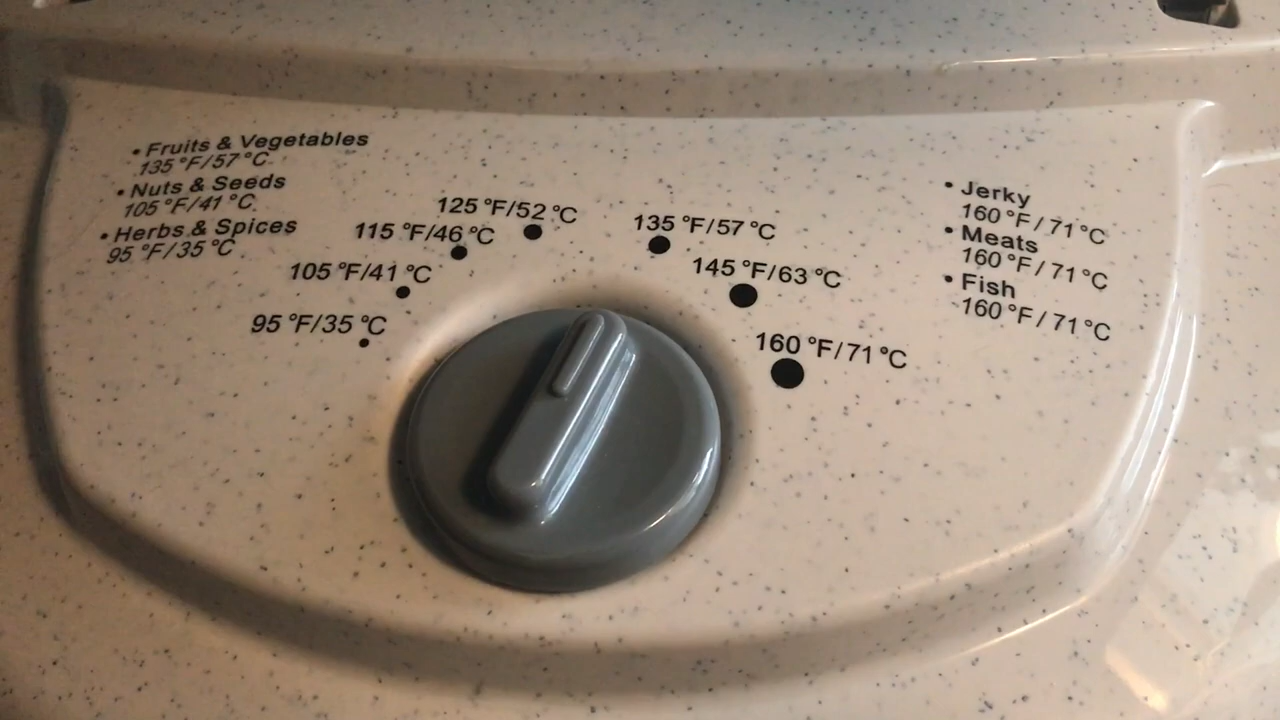 • Fruits & Vegetables
135 °F/57 °C
• Nuts & Seeds
105 °F/41 °C
• Herbs & Spices
95 °F/35 °C
95 °F/35 °C
105 °F/41 °C
115 °F/46 °C
125 °F/52 °C
135 °F/57 °C
145 °F/63 °C
160 °F/71 °C
• Jerky
160 °F/71 °C
• Meats
160 °F/71 °C
• Fish
160 °F/71 °C